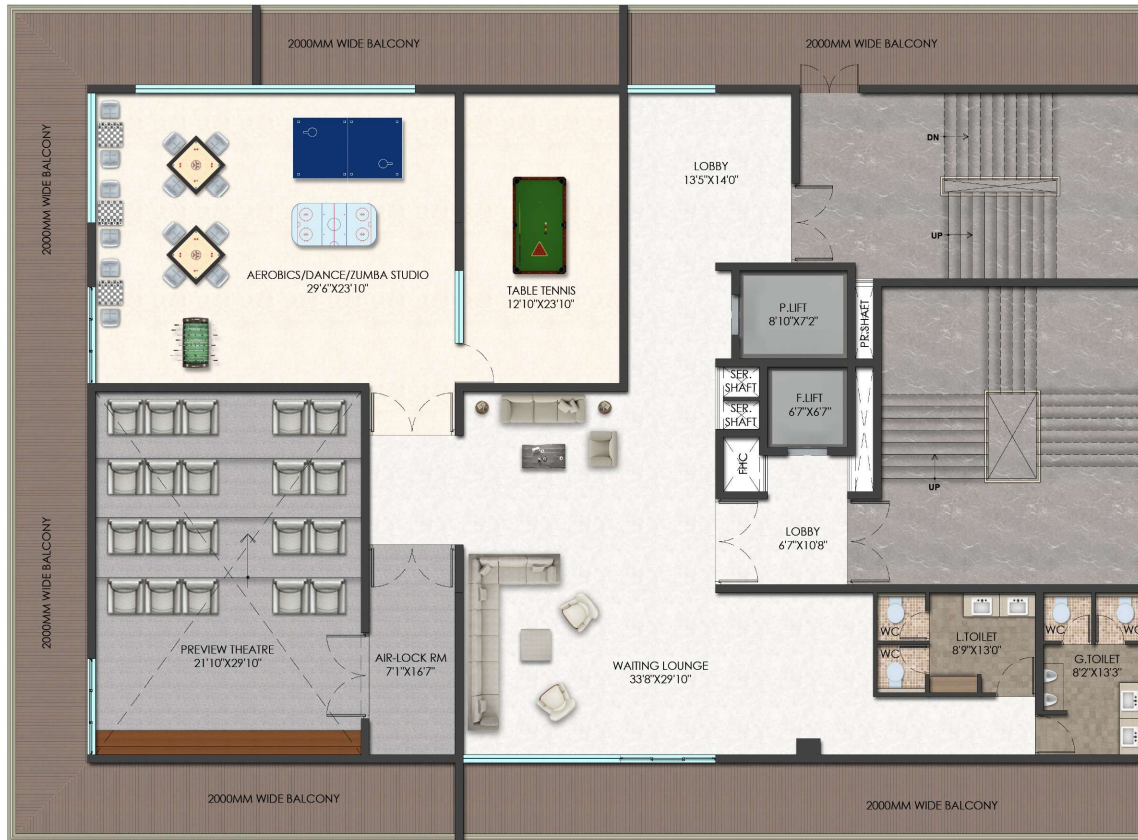 2000MM WIDE BALCONY
2000MM WIDE BALCONY
2000MM WIDE BALCONY
DN
LOBBY
13'5"X14'0"
UP
AEROBICS/DANCE/ZUMBA STUDIO
29'6"X23'10"
TABLE TENNIS
12'10"X23'10"
P.LIFT
8'10"X7'2"
PR.SHAFT
SER.
SHAFT
SER.
SHAFT
F.LIFT
6'7"X6'7"
FHC
UP
LOBBY
6'7"X10'8"
2000MM WIDE BALCONY
PREVIEW THEATRE
21'10"X29'10"
AIR-LOCK RM
7'1"X16'7"
WAITING LOUNGE
33'8"X29'10"
WC
WC
L.TOILET
8'9"X13'0"
WC
WC
G.TOILET
8'2"X13'3"
2000MM WIDE BALCONY
2000MM WIDE BALCONY